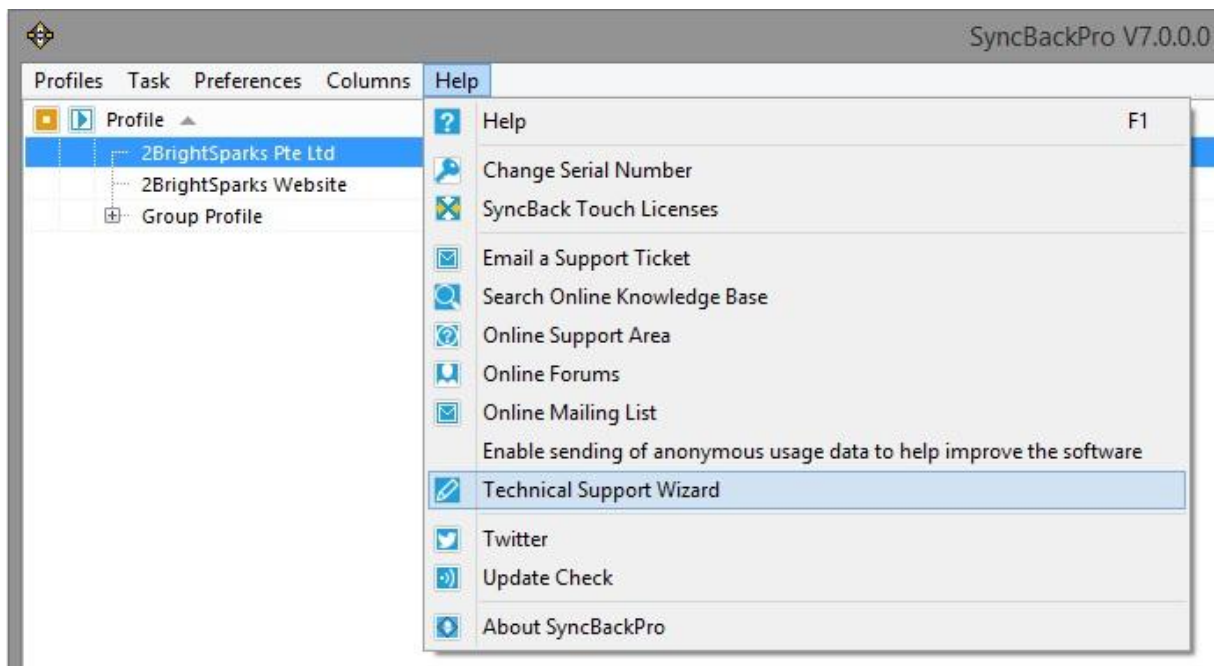 SyncBackPro V7.0.0.0
Profiles Task Preferences Columns Help
Profile
2BrightSparks Pte Ltd
2BrightSparks Website
Group Profile
Help F1
Change Serial Number
SyncBack Touch Licenses
Email a Support Ticket
Search Online Knowledge Base
Online Support Area
Online Forums
Online Mailing List
Enable sending of anonymous usage data to help improve the software
Technical Support Wizard
Twitter
Update Check
About SyncBackPro